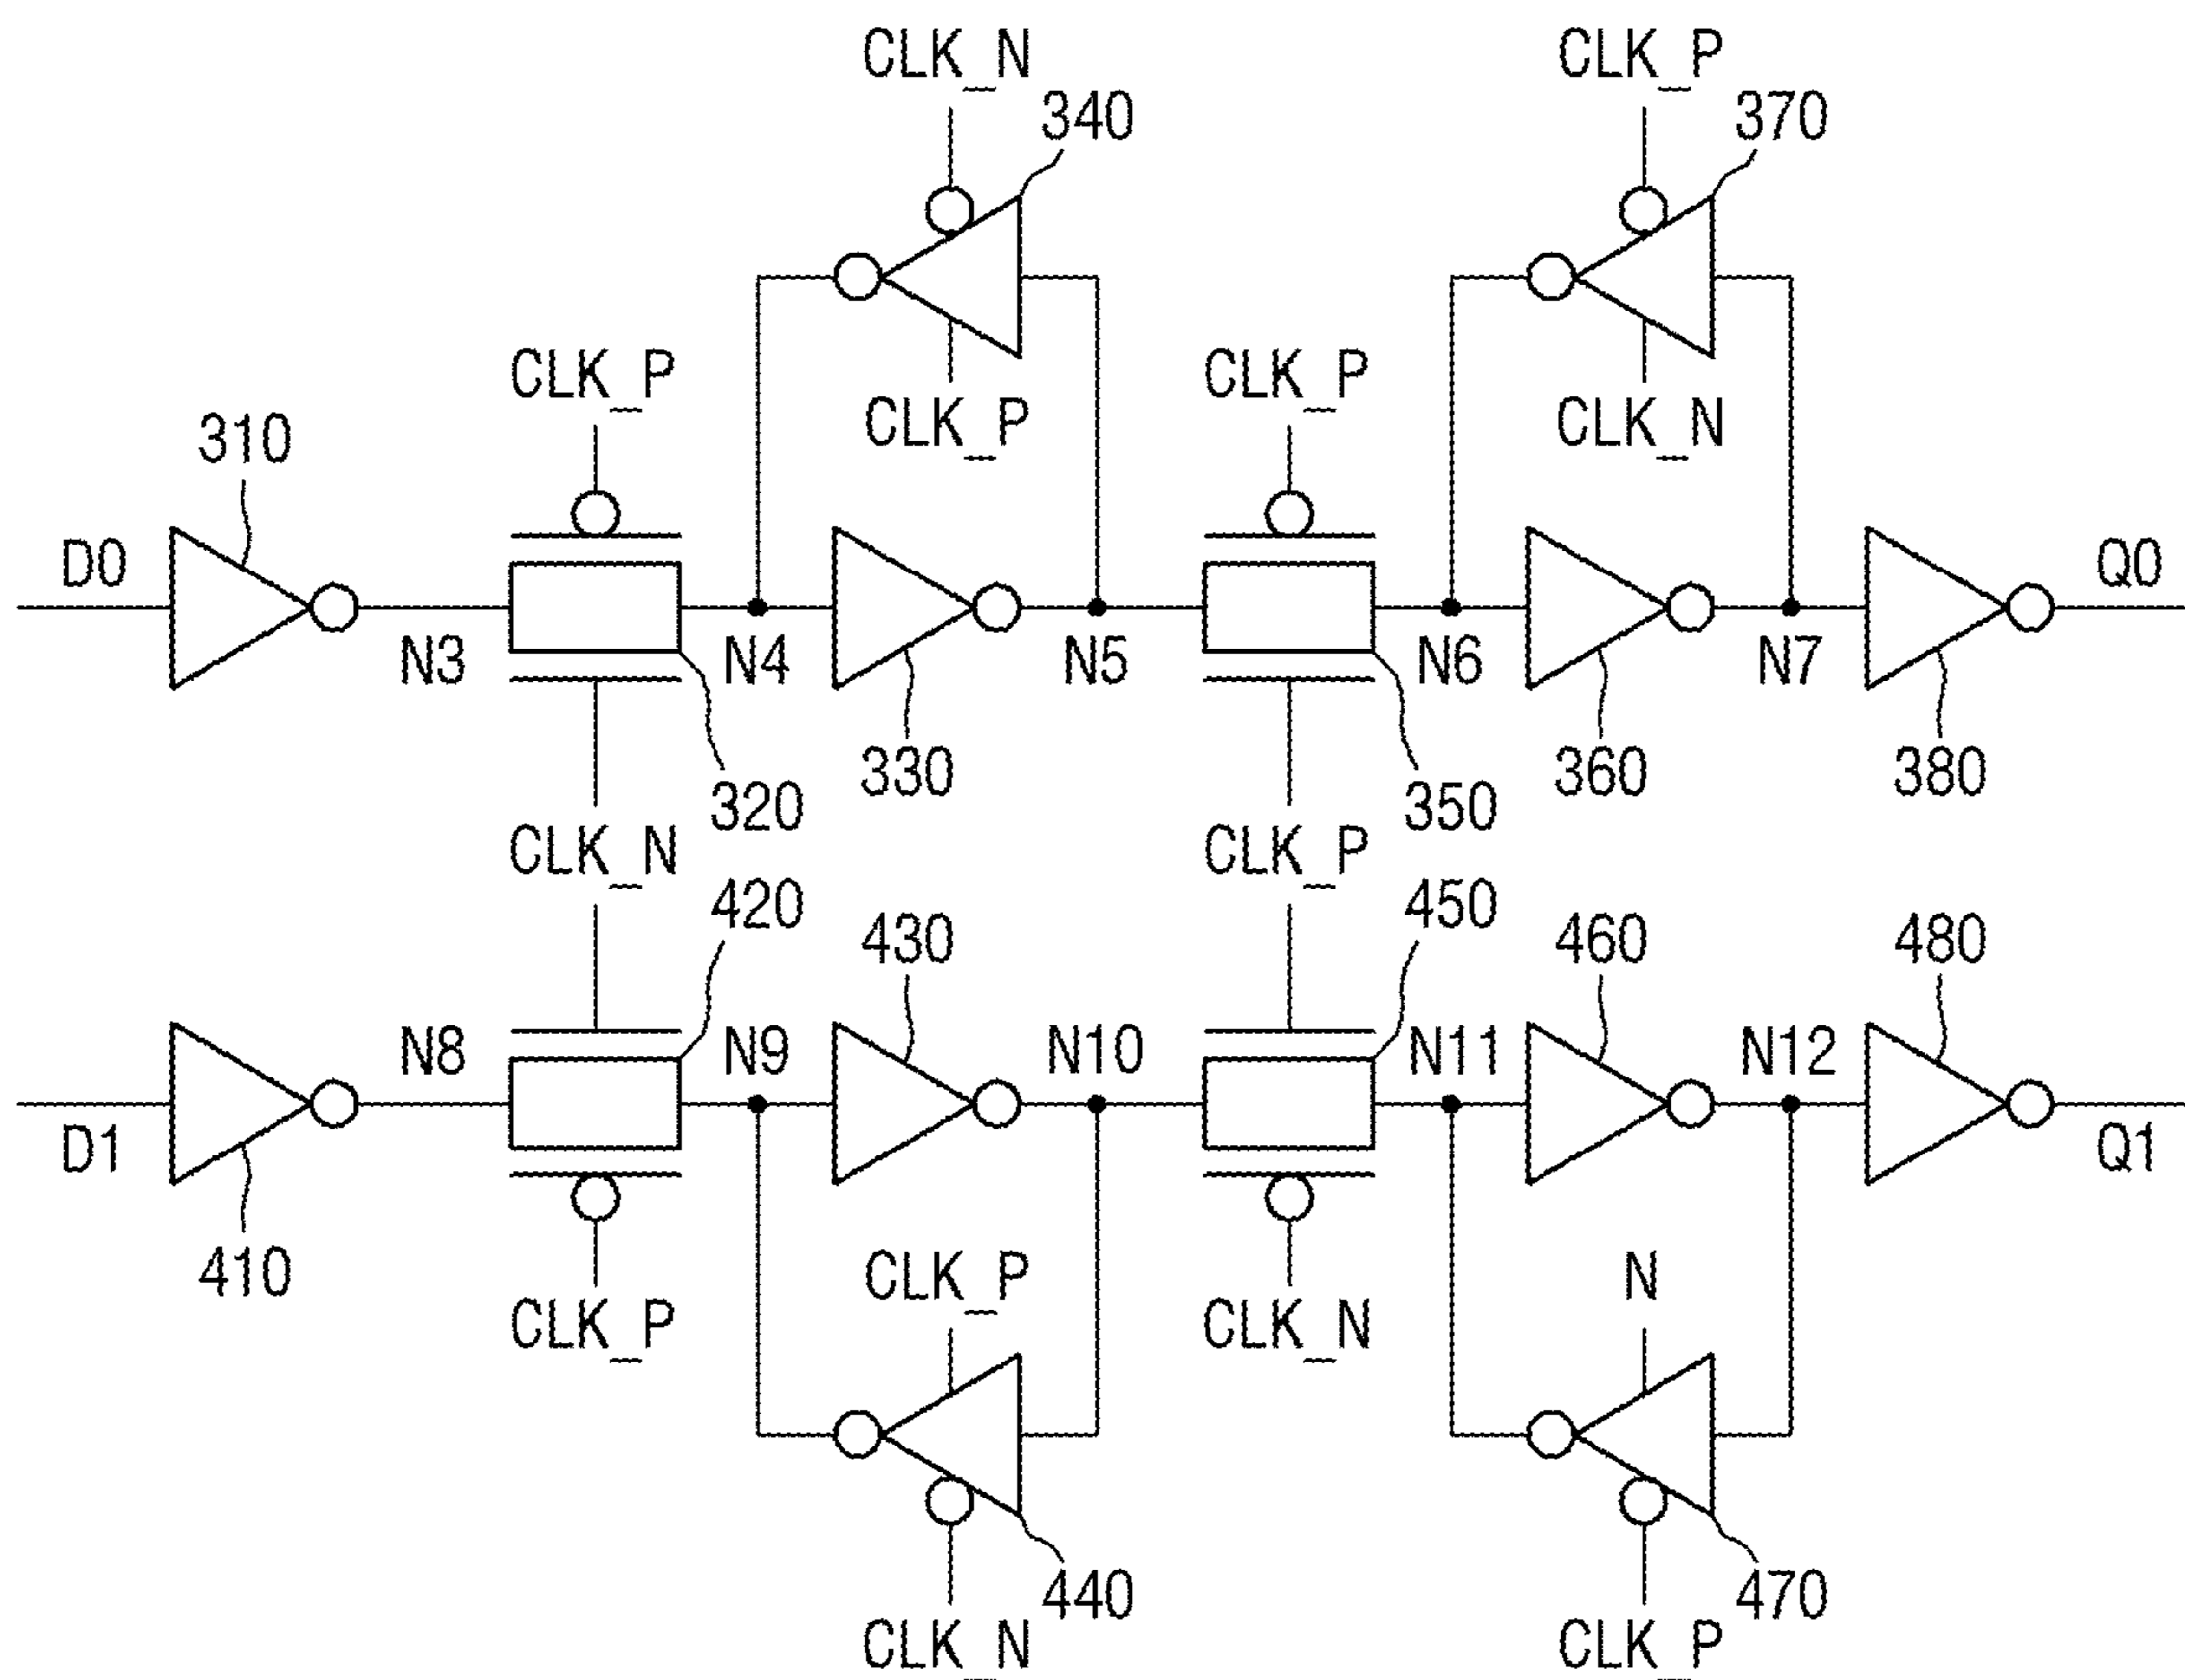 CLK_N
CLK_P
340
370
CLK_P
CLK_P
310
CLK_P
CLK_N
D0
Q0
N3
N4
N5
N6
N7
330
360
380
320
350
CLK_N
CLK_P
420
450
430
460
480
N8
N9
N10
N11
N12
D1
Q1
410
CLK_P
N
CLK_P
CLK_N
440
470
CLK_N
CLK_P